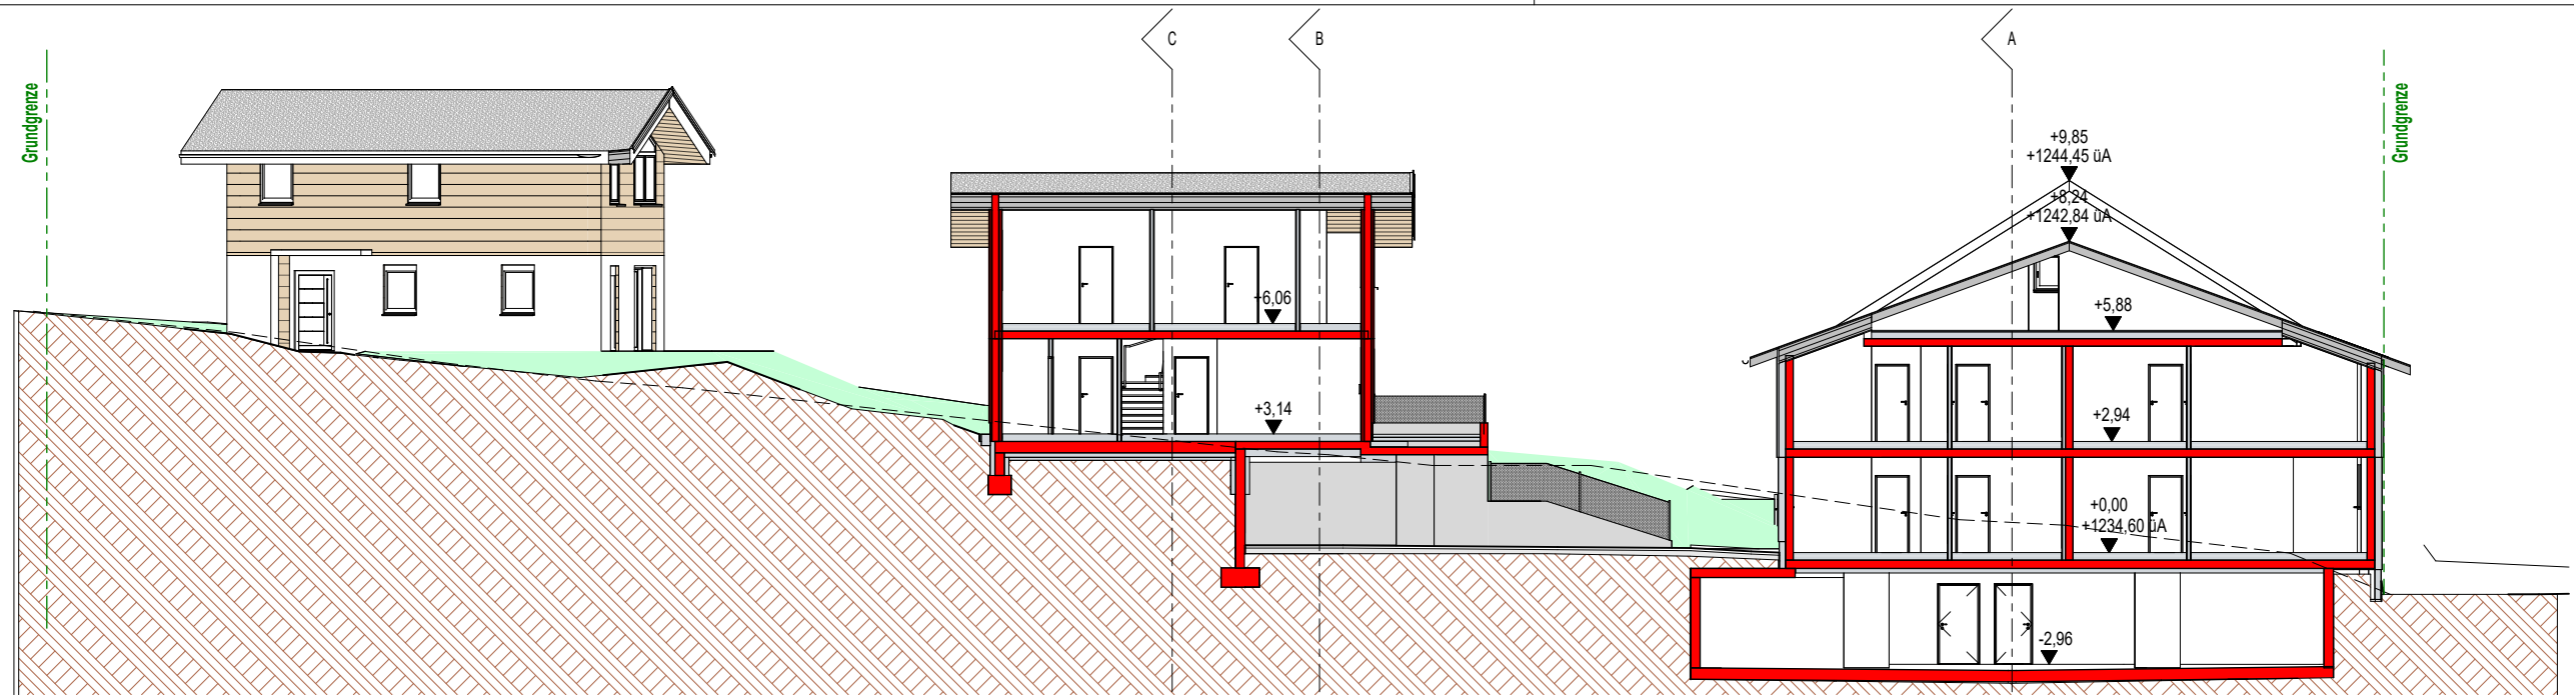 C
B
A
Grundgrenze
Grundgrenze
+9,85
+1244,45 üA
+8,24
+1242,84 üA
+6,06
+5,88
+3,14
+2,94
+0,00
+1234,60 üA
-2,96